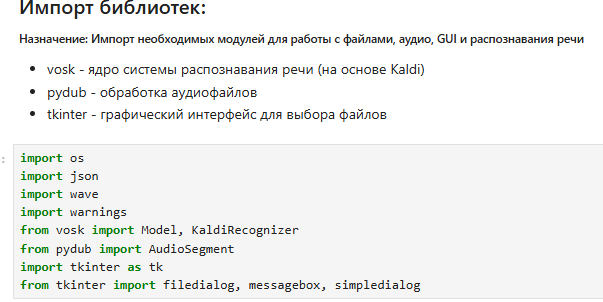 Импорт библиотек:
Назначение: Импорт необходимых модулей для работы с файлами, аудио, GUI и распознавания речи
• vosk - ядро системы распознавания речи (на основе Kaldi)
• pydub - обработка аудиофайлов
• tkinter - графический интерфейс для выбора файлов
:
import os
import json
import wave
import warnings
from vosk import Model, KaldiRecognizer
from pydub import AudioSegment
import tkinter as tk
from tkinter import filedialog, messagebox, simpledialog